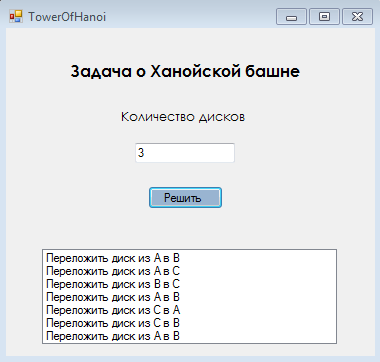 TowerOfHanoi
Задача о Ханойской башне
Количество дисков
3
Решить
Переложить диск из A в B
Переложить диск из A в C
Переложить диск из B в C
Переложить диск из A в B
Переложить диск из C в A
Переложить диск из C в B
Переложить диск из A в B